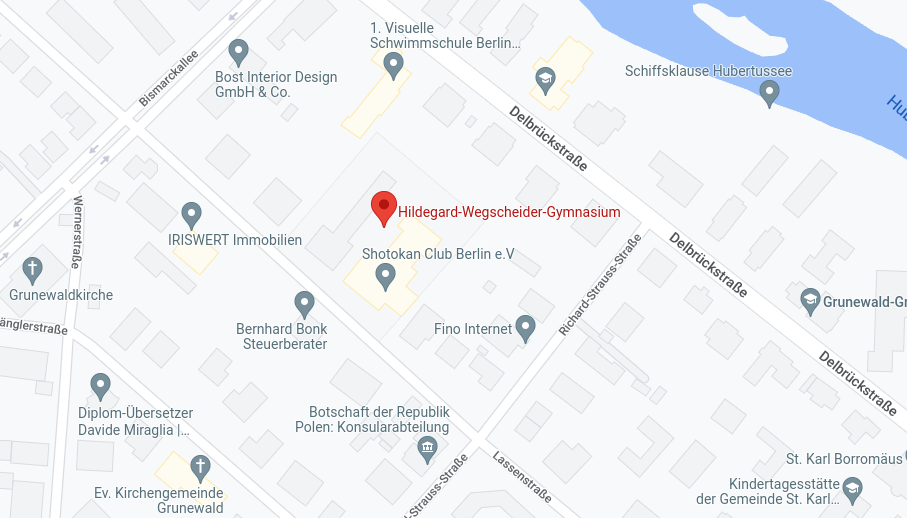 1. Visuelle
Schwimmschule Berlin...
Bismarckallee
Bost Interior Design
GmbH & Co.
Schiffsklause Hubertussee
Hub
Delbrückstraße
Wernerstraße
Hildegard-Wegscheider-Gymnasium
IRISWERT Immobilien
Shotokan Club Berlin e.V
Richard-Strauss-Straße
Delbrückstraße
Grunewaldkirche
Grunewald-Gr
änglerstraße
Bernhard Bonk
Steuerberater
Fino Internet
Delbrückstraße
Diplom-Übersetzer
Davide Miraglia |...
Botschaft der Republik
Polen: Konsularabteilung
Lassenstraße
d-Strauss-Straße
St. Karl Borromäus
Ev. Kirchengemeinde
Grunewald
Kindertagesstätte
der Gemeinde St. Karl...